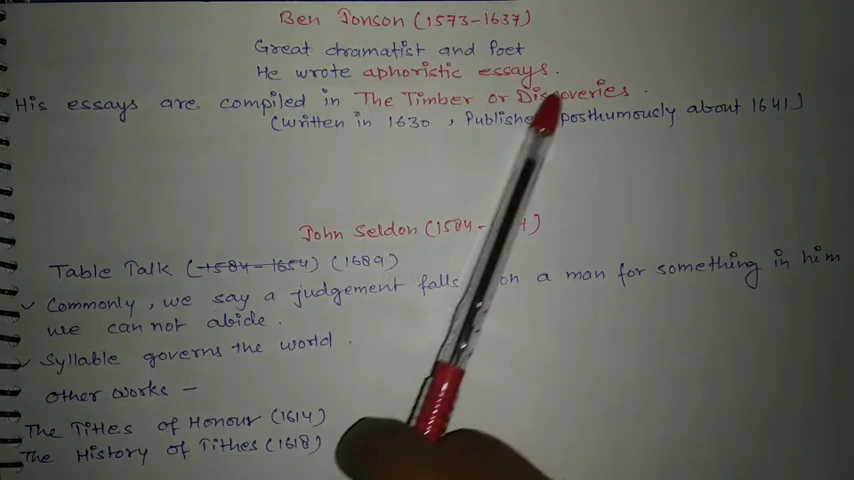 Ben Jonson (1573-1637)
Great dramatist and Poet
He wrote aphoristic essays.
His essays are compiled in The Timber or Discoveries.
(written in 1630, Published posthumously about 1641)
John Seldon (1584-
Table Talk (1584-1654) (1689)
✓ Commonly, we say a judgement falls on a man for something in him
we can not abide.
✓ Syllable governs the world.
Other works -
The Titles of Honour (1614)
The History of Tithes (1618)